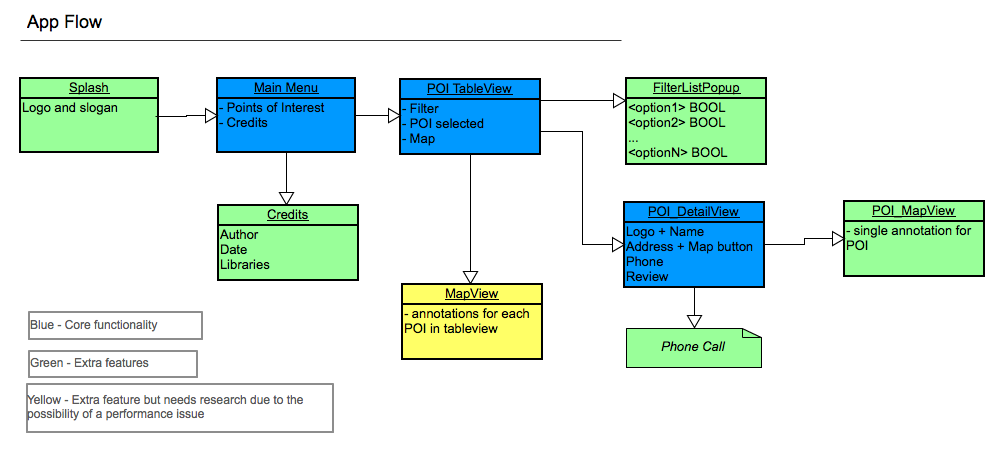 App Flow
Splash
Logo and slogan
Main Menu
- Points of Interest
- Credits
POI TableView
- Filter
- POI selected
- Map
FilterListPopup
<option1> BOOL
<option2> BOOL
...
<optionN> BOOL
Credits
Author
Date
Libraries
POI_DetailView
Logo + Name
Address + Map button
Phone
Review
POI_MapView
- single annotation for
POI
MapView
- annotations for each
POI in tableview
Phone Call
Blue - Core functionality
Green - Extra features
Yellow - Extra feature but needs research due to the
possibility of a performance issue